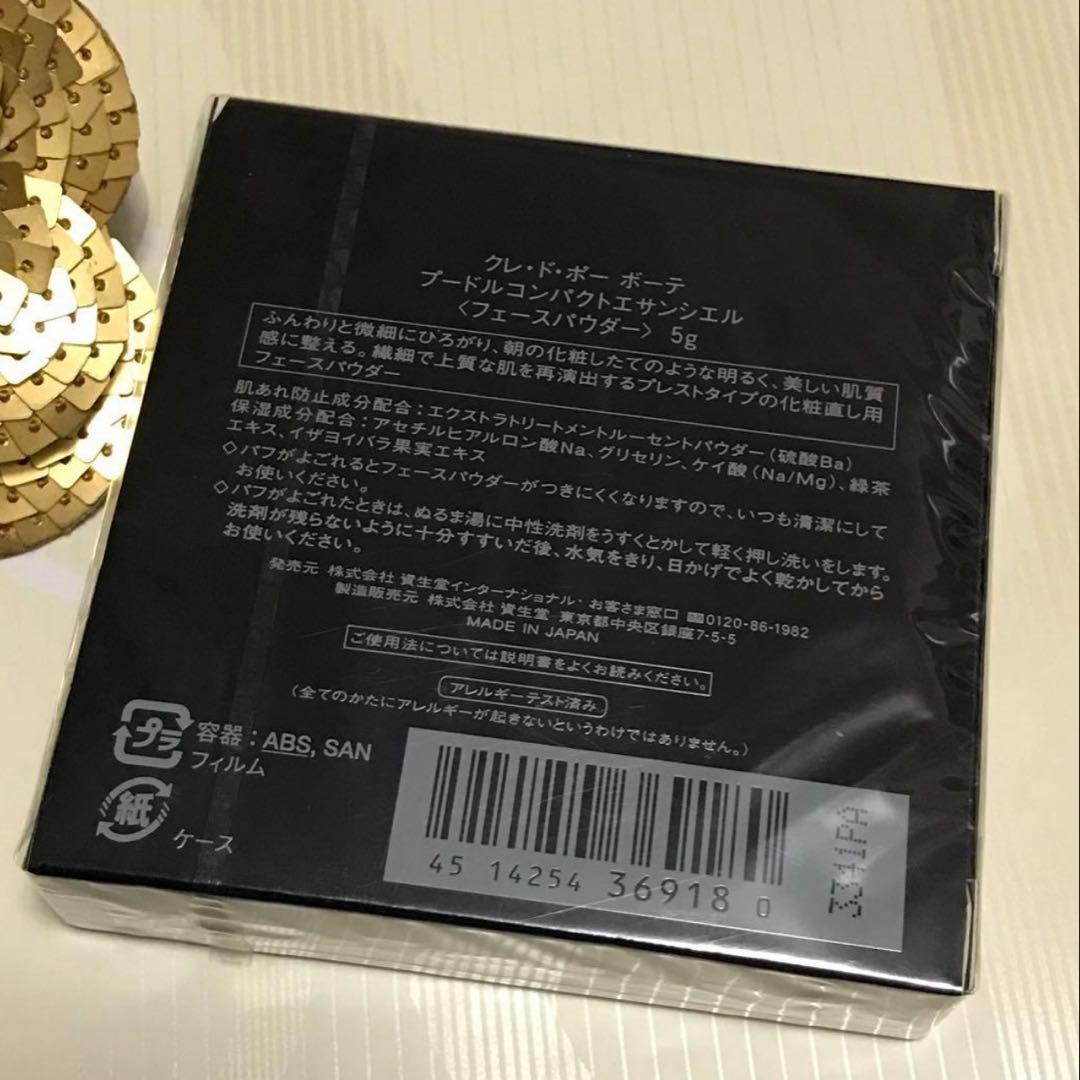 クレ・ド・ポー ボーテ
プードルコンパクトエサンシエル
〈フェースパウダー〉 5g
ふんわりと微細にひろがり、朝の化粧したてのような明るく、美しい肌質
感に整える。繊細で上質な肌を再演出するプレストタイプの化粧直し用
フェースパウダー
肌あれ防止成分配合：エクストラトリートメントルーセントパウダー（硫酸Ba）
保湿成分配合：アセチルヒアルロン酸Na、グリセリン、ケイ酸（Na/Mg）、緑茶
エキス、イザヨイバラ果実エキス
◇パフがよごれるとフェースパウダーがつきにくくなりますので、いつも清潔にして
お使いください。
◇パフがよごれたときは、ぬるま湯に中性洗剤をうすくとかして軽く押し洗いをします。
洗剤が残らないように十分すすいだ後、水気をきり、日かげでよく乾かしてから
お使いください。
発売元 株式会社 資生堂インターナショナル・お客さま窓口 0120-86-1982
製造販売元 株式会社 資生堂 東京都中央区銀座7-5-5
MADE IN JAPAN
ご使用法については説明書をよくお読みください。
アレルギーテスト済み
（全てのかたにアレルギーが起きないというわけではありません。）
プラ 容器：ABS, SAN
フィルム
紙 ケース
45 14254 36918 0
3341PA